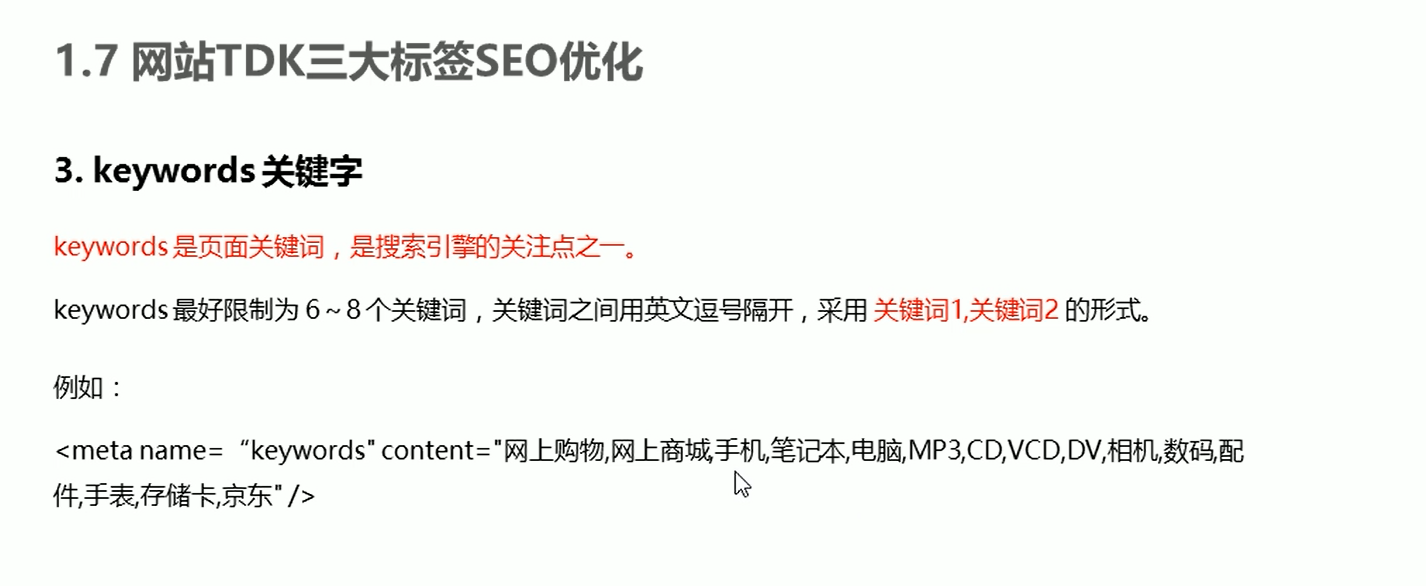 1.7 网站TDK三大标签SEO优化
3. keywords 关键字
keywords 是页面关键词，是搜索引擎的关注点之一。
keywords 最好限制为 6～8 个关键词，关键词之间用英文逗号隔开，采用 关键词1,关键词2 的形式。
例如：
<meta name=“keywords" content="网上购物,网上商城,手机,笔记本,电脑,MP3,CD,VCD,DV,相机,数码,配
件,手表,存储卡,京东" />